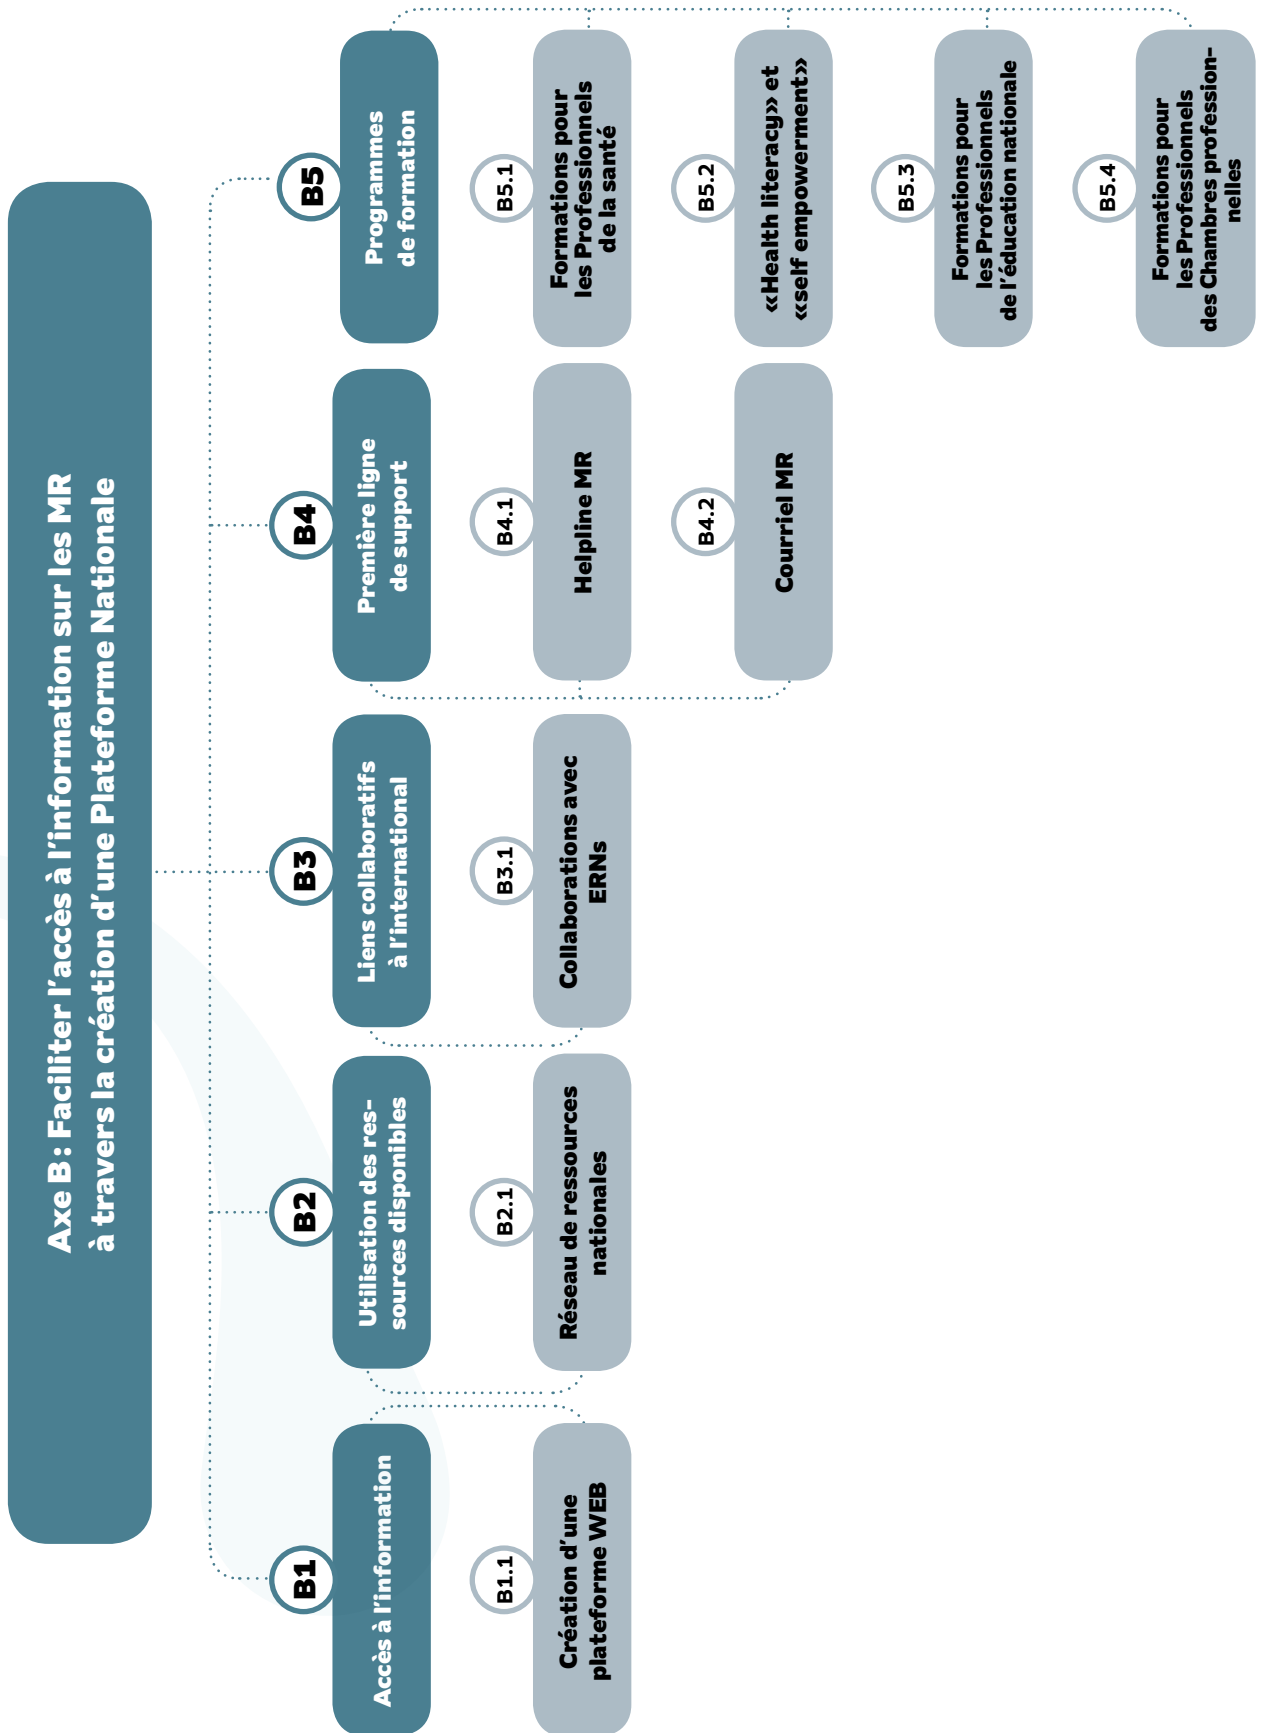 Axe B : Faciliter l'accès à l'information sur les MR
à travers la création d'une Plateforme Nationale
B1
Accès à l'information
B1.1
Création d'une
plateforme WEB
B2
Utilisation des res-
sources disponibles
B2.1
Réseau de ressources
nationales
B3
Liens collaboratifs
à l'international
B3.1
Collaborations avec
ERNs
B4
Première ligne
de support
B4.1
Helpline MR
B4.2
Courriel MR
B5
Programmes
de formation
B5.1
Formations pour
les Professionnels
de la santé
B5.2
«Health literacy» et
«self empowerment»
B5.3
Formations pour
les Professionnels
de l'éducation nationale
B5.4
Formations pour
les Professionnels
des Chambres profession-
nelles